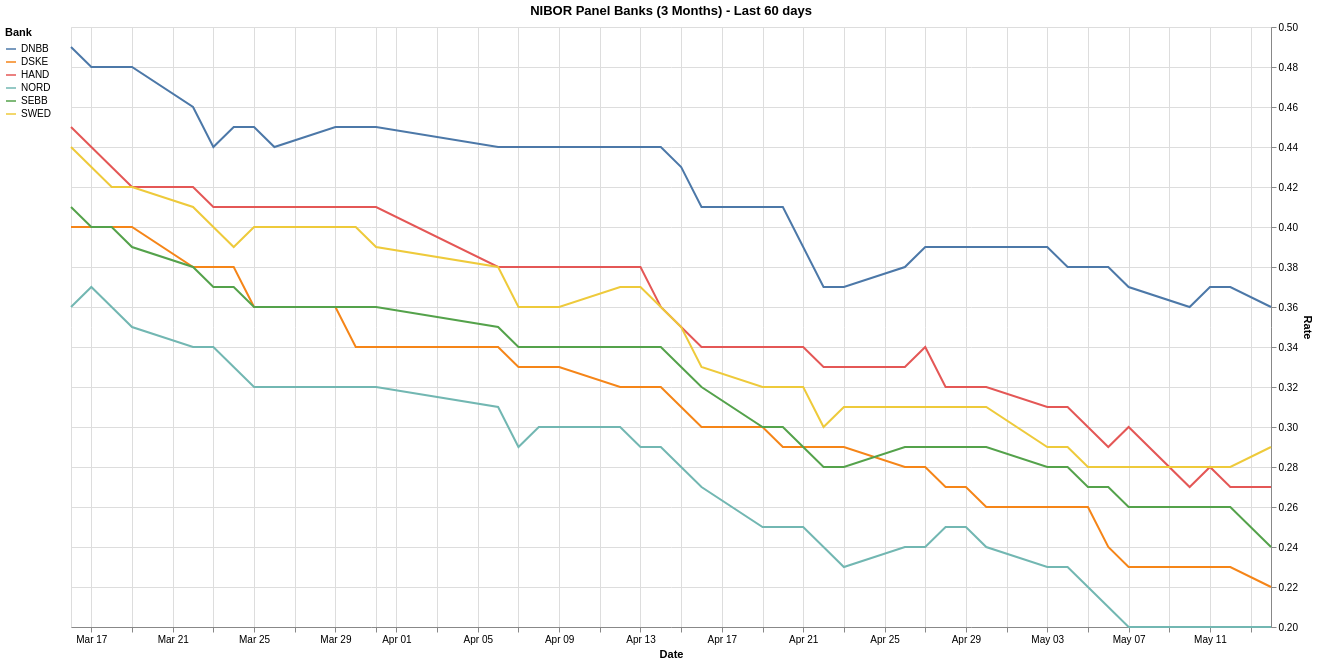 NIBOR Panel Banks (3 Months) - Last 60 days
Bank
DNBB
DSKE
HAND
NORD
SEBB
SWED
0.50
0.48
0.46
0.44
0.42
0.40
0.38
0.36
0.34
0.32
0.30
0.28
0.26
0.24
0.22
0.20
Rate
Mar 17 Mar 21 Mar 25 Mar 29 Apr 01 Apr 05 Apr 09 Apr 13 Apr 17 Apr 21 Apr 25 Apr 29 May 03 May 07 May 11
Date